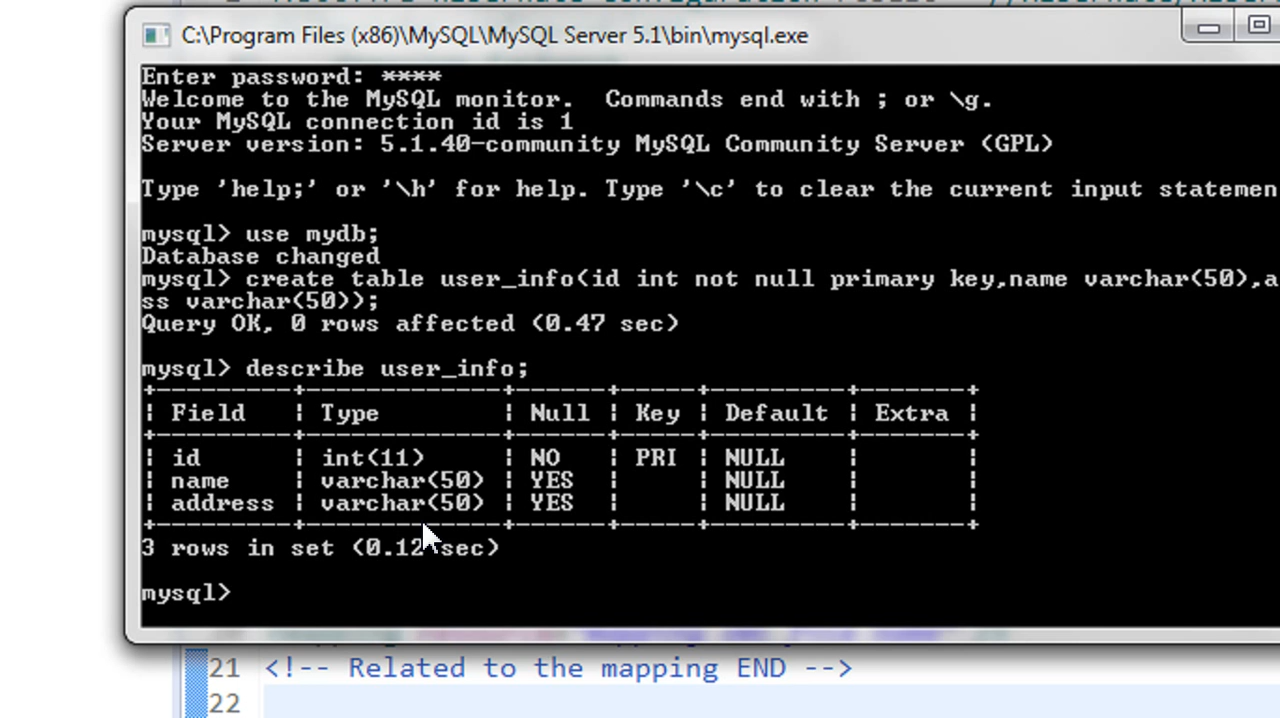 C:\Program Files (x86)\MySQL\MySQL Server 5.1\bin\mysql.exe
Enter password: ****
Welcome to the MySQL monitor.  Commands end with ; or \g.
Your MySQL connection id is 1
Server version: 5.1.40-community MySQL Community Server (GPL)
Type 'help;' or '\h' for help. Type '\c' to clear the current input statemen
mysql> use mydb;
Database changed
mysql> create table user_info(id int not null primary key,name varchar(50),a
ss varchar(50));
Query OK, 0 rows affected (0.47 sec)
mysql> describe user_info;
+----------+-------------+------+-----+---------+-------+
| Field    | Type        | Null | Key | Default | Extra |
+----------+-------------+------+-----+---------+-------+
| id       | int(11)     | NO   | PRI | NULL    |       |
| name     | varchar(50) | YES  |     | NULL    |       |
| address  | varchar(50) | YES  |     | NULL    |       |
+----------+-------------+------+-----+---------+-------+
3 rows in set (0.12 sec)
mysql>
21 <!-- Related to the mapping END -->
22